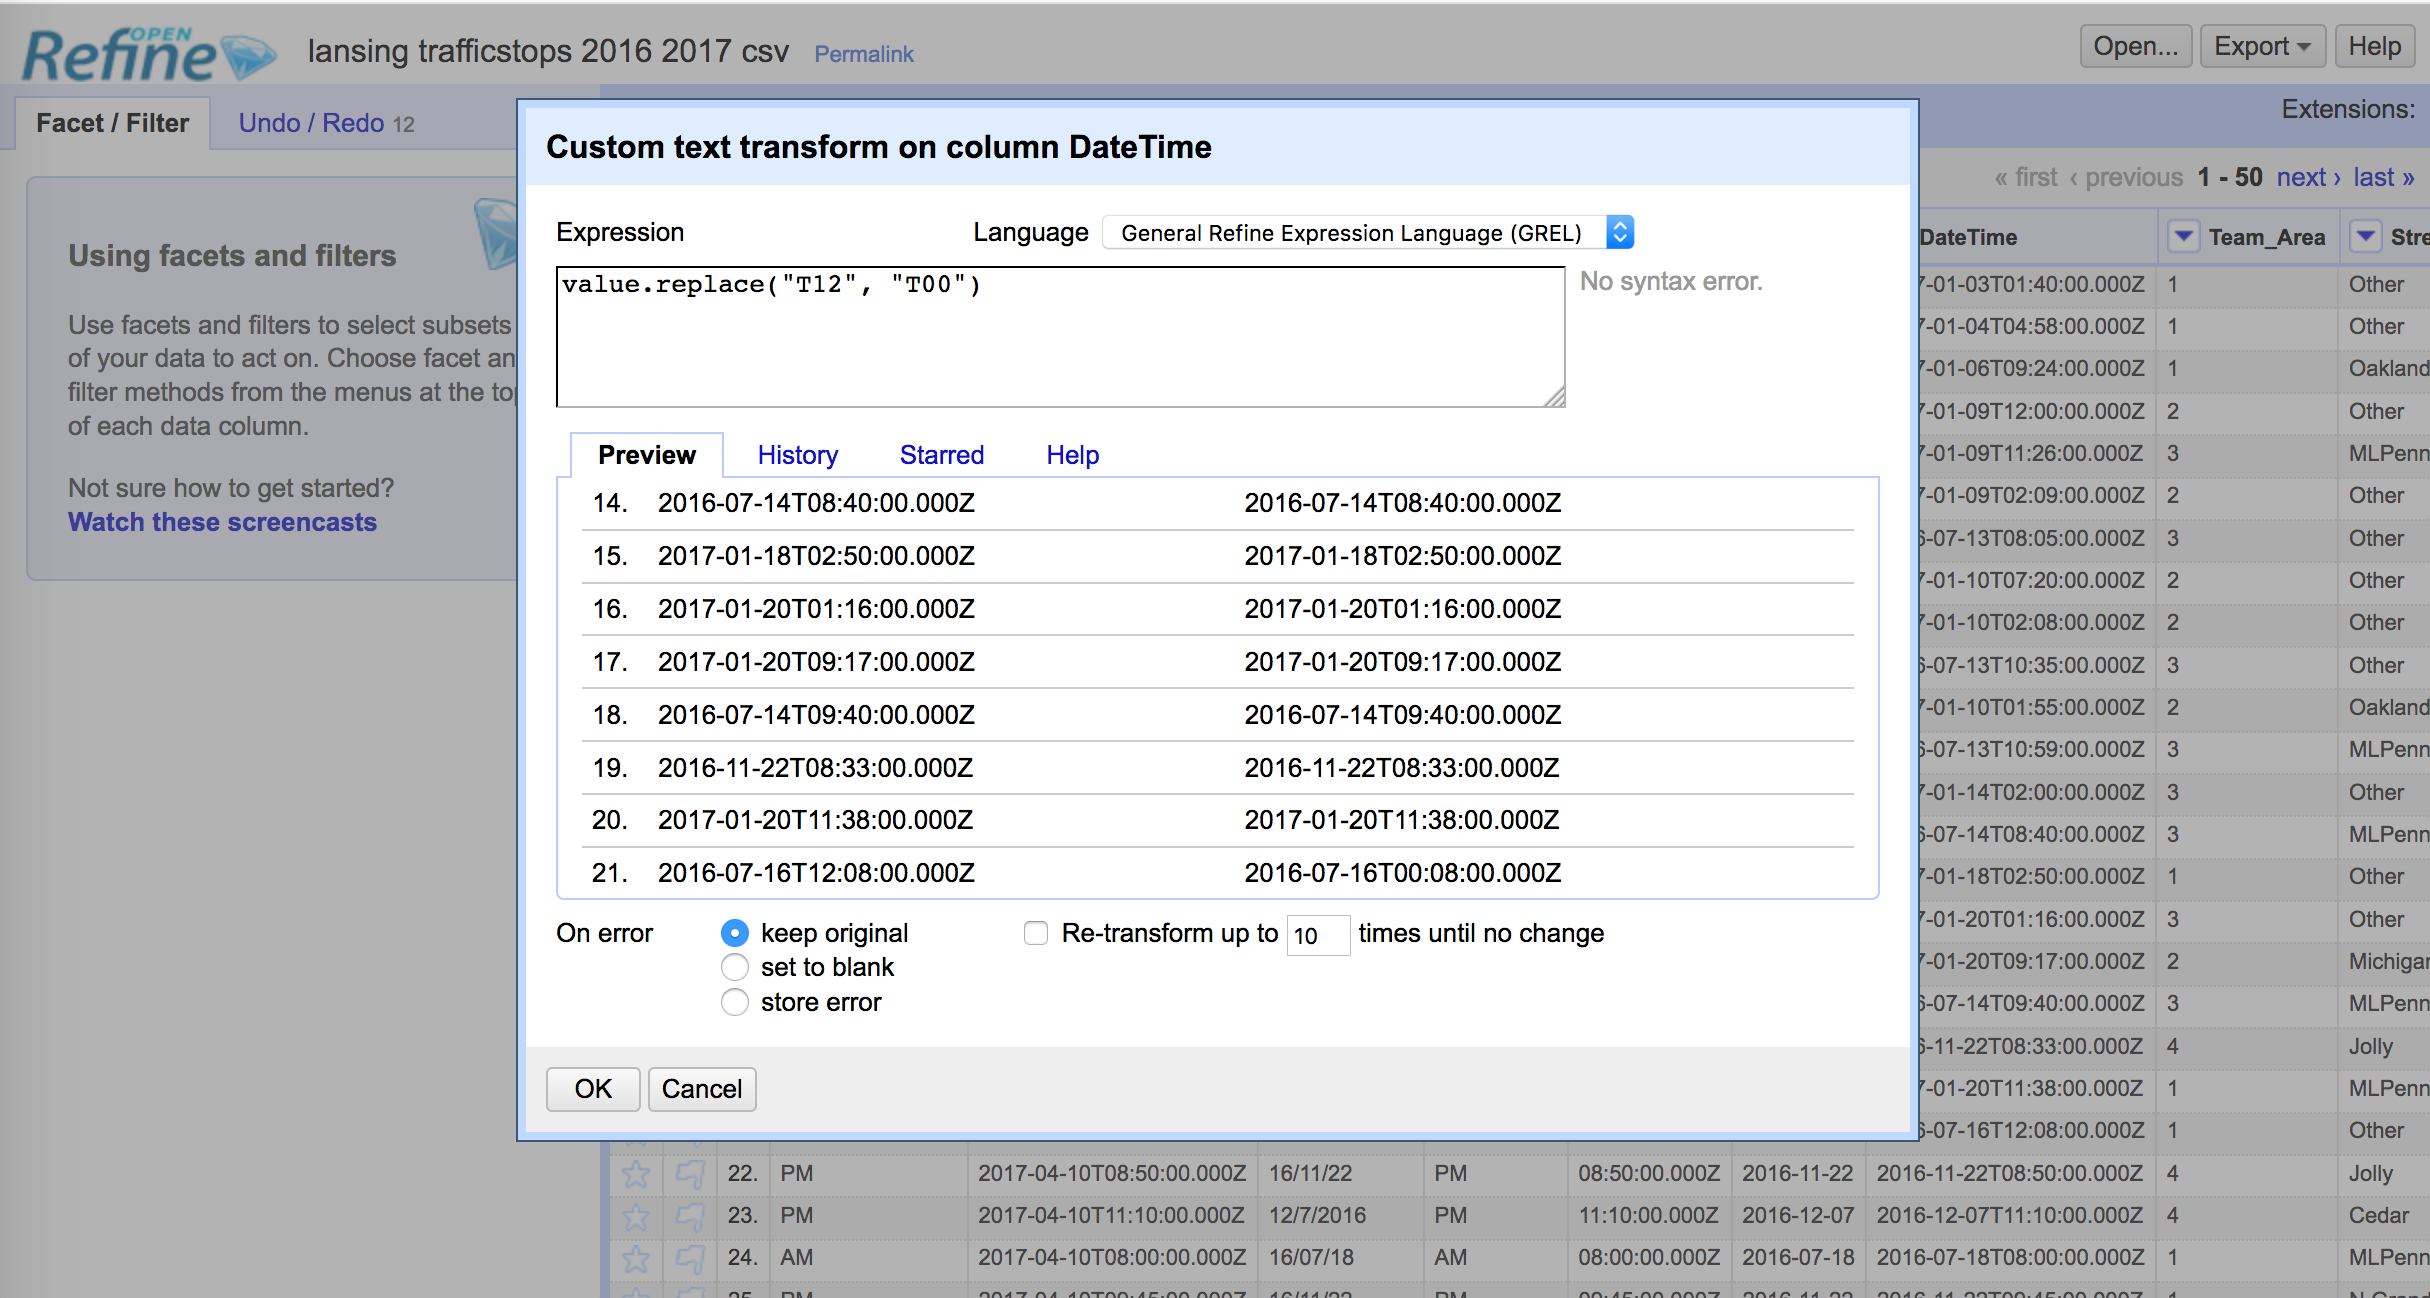 OPEN
Refine
lansing trafficstops 2016 2017 csv Permalink
Open... Export Help
Facet / Filter Undo / Redo 12
Extensions:
Using facets and filters
Use facets and filters to select subsets
of your data to act on. Choose facet an
filter methods from the menus at the top
of each data column.
Not sure how to get started?
Watch these screencasts
Custom text transform on column DateTime
Expression Language General Refine Expression Language (GREL)
value.replace("T12", "T00")
No syntax error.
Preview History Starred Help
14. 2016-07-14T08:40:00.000Z 2016-07-14T08:40:00.000Z
15. 2017-01-18T02:50:00.000Z 2017-01-18T02:50:00.000Z
16. 2017-01-20T01:16:00.000Z 2017-01-20T01:16:00.000Z
17. 2017-01-20T09:17:00.000Z 2017-01-20T09:17:00.000Z
18. 2016-07-14T09:40:00.000Z 2016-07-14T09:40:00.000Z
19. 2016-11-22T08:33:00.000Z 2016-11-22T08:33:00.000Z
20. 2017-01-20T11:38:00.000Z 2017-01-20T11:38:00.000Z
21. 2016-07-16T12:08:00.000Z 2016-07-16T00:08:00.000Z
On error keep original Re-transform up to 10 times until no change
set to blank
store error
OK Cancel
« first ‹ previous 1 - 50 next › last »
DateTime Team_Area Stre
7-01-03T01:40:00.000Z 1 Other
7-01-04T04:58:00.000Z 1 Other
7-01-06T09:24:00.000Z 1 Oakland
7-01-09T12:00:00.000Z 2 Other
7-01-09T11:26:00.000Z 3 MLPenn
7-01-09T02:09:00.000Z 2 Other
6-07-13T08:05:00.000Z 3 Other
7-01-10T07:20:00.000Z 2 Other
7-01-10T02:08:00.000Z 2 Other
6-07-13T10:35:00.000Z 3 Other
7-01-10T01:55:00.000Z 2 Oakland
6-07-13T10:59:00.000Z 3 MLPenn
7-01-14T02:00:00.000Z 3 Other
6-07-14T08:40:00.000Z 3 MLPenn
7-01-18T02:50:00.000Z 1 Other
7-01-20T01:16:00.000Z 3 Other
7-01-20T09:17:00.000Z 2 Michigan
6-07-14T09:40:00.000Z 3 MLPenn
6-11-22T08:33:00.000Z 4 Jolly
7-01-20T11:38:00.000Z 1 MLPenn
6-07-16T12:08:00.000Z 1 Other
22. PM 2017-04-10T08:50:00.000Z 16/11/22 PM 08:50:00.000Z 2016-11-22 2016-11-22T08:50:00.000Z 4 Jolly
23. PM 2017-04-10T11:10:00.000Z 12/7/2016 PM 11:10:00.000Z 2016-12-07 2016-12-07T11:10:00.000Z 4 Cedar
24. AM 2017-04-10T08:00:00.000Z 16/07/18 AM 08:00:00.000Z 2016-07-18 2016-07-18T08:00:00.000Z 1 MLPenn